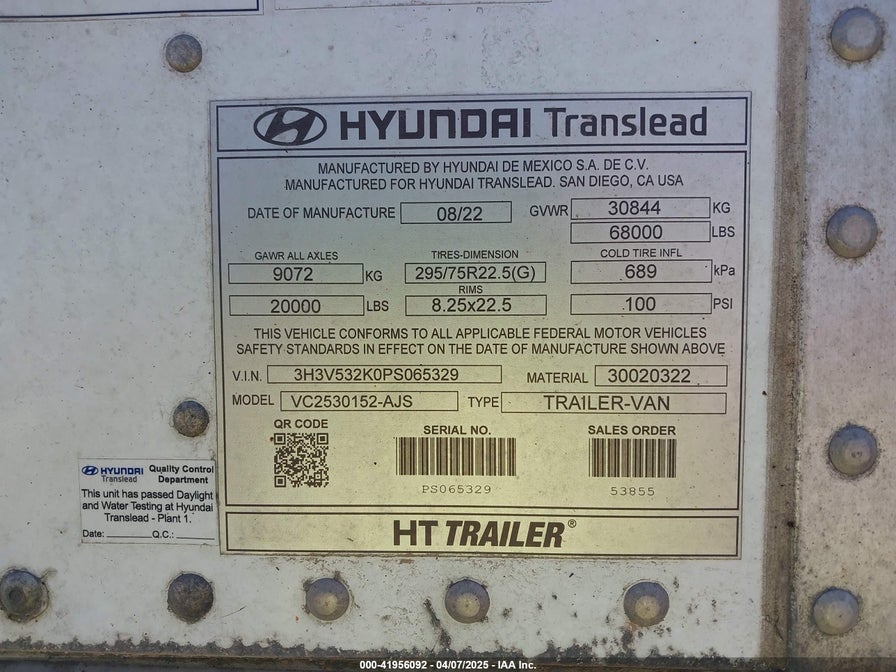 HYUNDAI Translead
MANUFACTURED BY HYUNDAI DE MEXICO S.A. DE C.V.
MANUFACTURED FOR HYUNDAI TRANSLEAD. SAN DIEGO, CA USA
DATE OF MANUFACTURE 08/22 GVWR 30844 KG
68000 LBS
GAWR ALL AXLES TIRES-DIMENSION COLD TIRE INFL
9072 KG 295/75R22.5(G) 689 kPa
RIMS
20000 LBS 8.25x22.5 100 PSI
THIS VEHICLE CONFORMS TO ALL APPLICABLE FEDERAL MOTOR VEHICLES
SAFETY STANDARDS IN EFFECT ON THE DATE OF MANUFACTURE SHOWN ABOVE
V.I.N. 3H3V532K0PS065329 MATERIAL 30020322
MODEL VC2530152-AJS TYPE TRAILER-VAN
QR CODE SERIAL NO. SALES ORDER
PS065329 53855
HT TRAILER®
HYUNDAI Translead Quality Control Department
This unit has passed Daylight
and Water Testing at Hyundai
Translead - Plant 1.
Date: Q.C.:
000-41956092 - 04/07/2025 - IAA Inc.